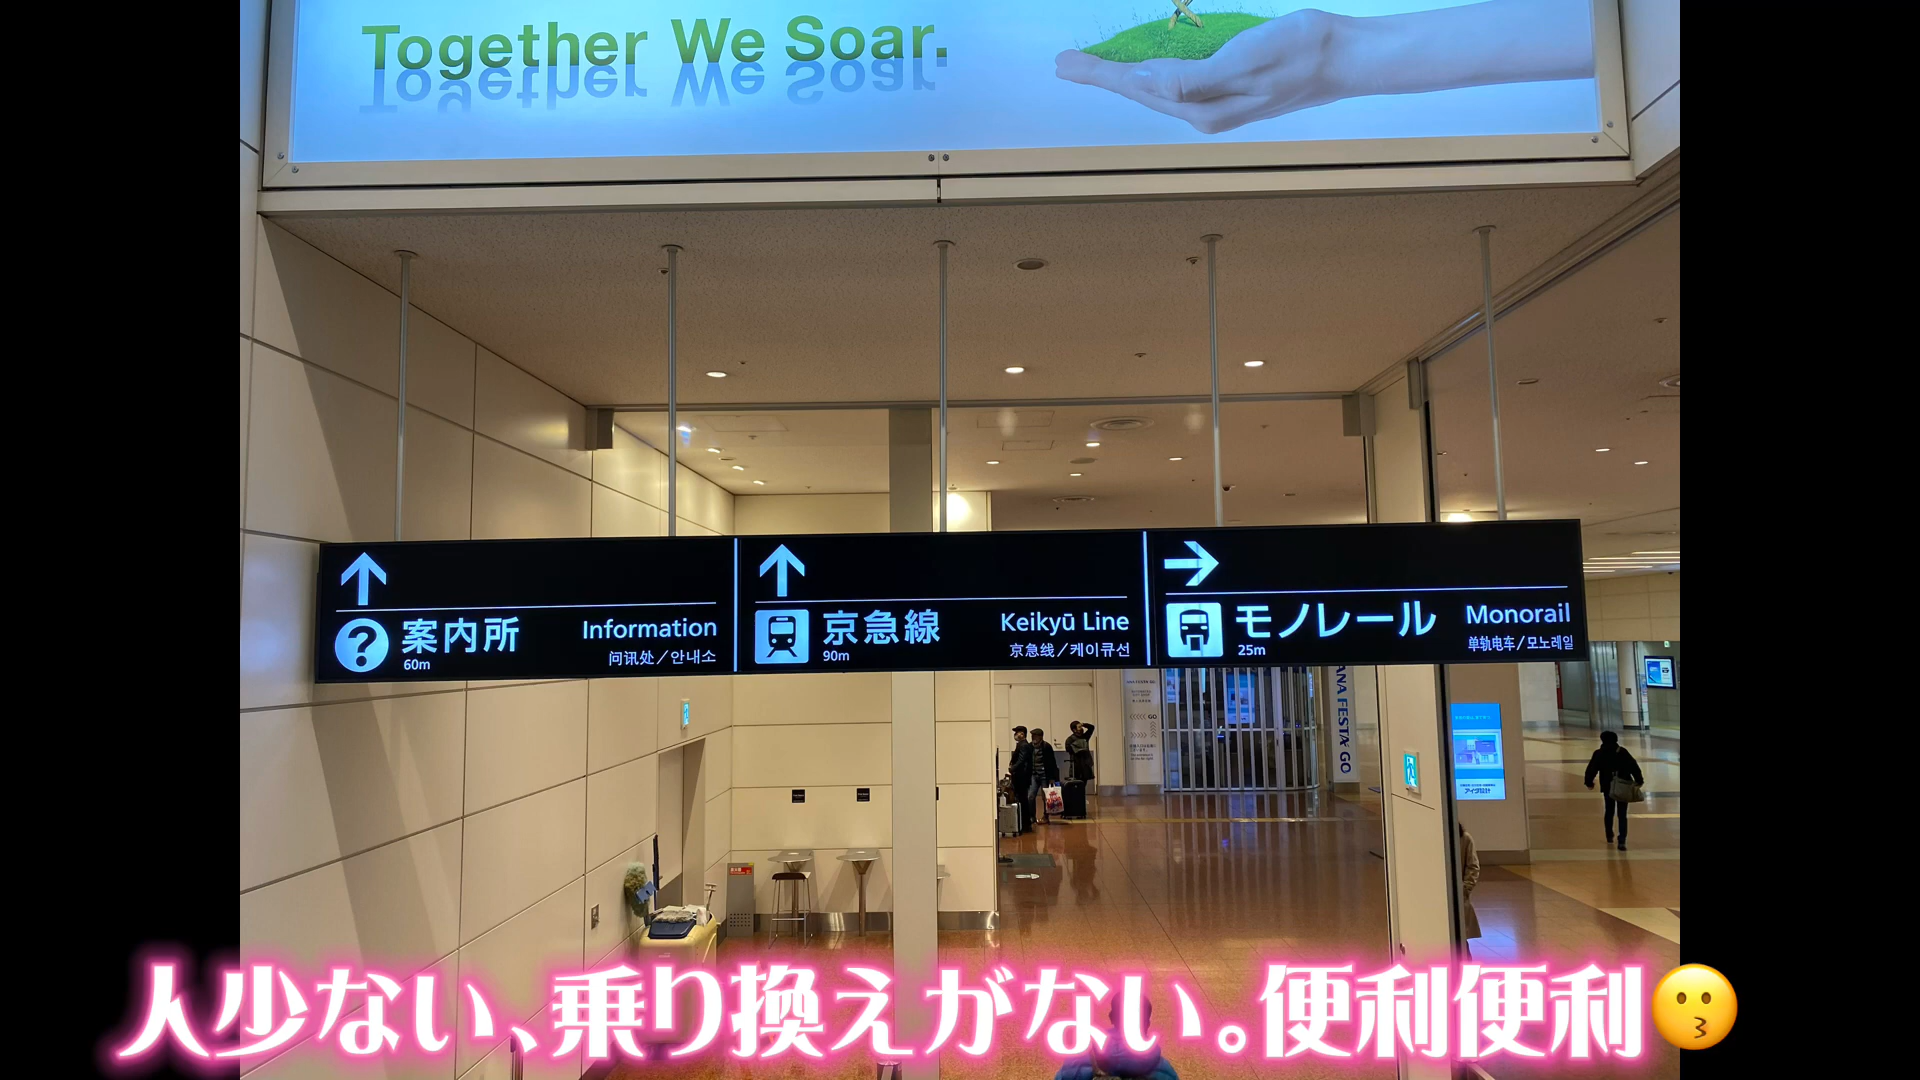 Together We Soar.
案内所
60m
Information
问讯处／안내소
京急線
90m
Keikyū Line
京急线／케이큐선
モノレール
25m
Monorail
单轨电车／모노레일
ANA FESTA GO
GO
人少ない、乗り換えがない。便利便利😗